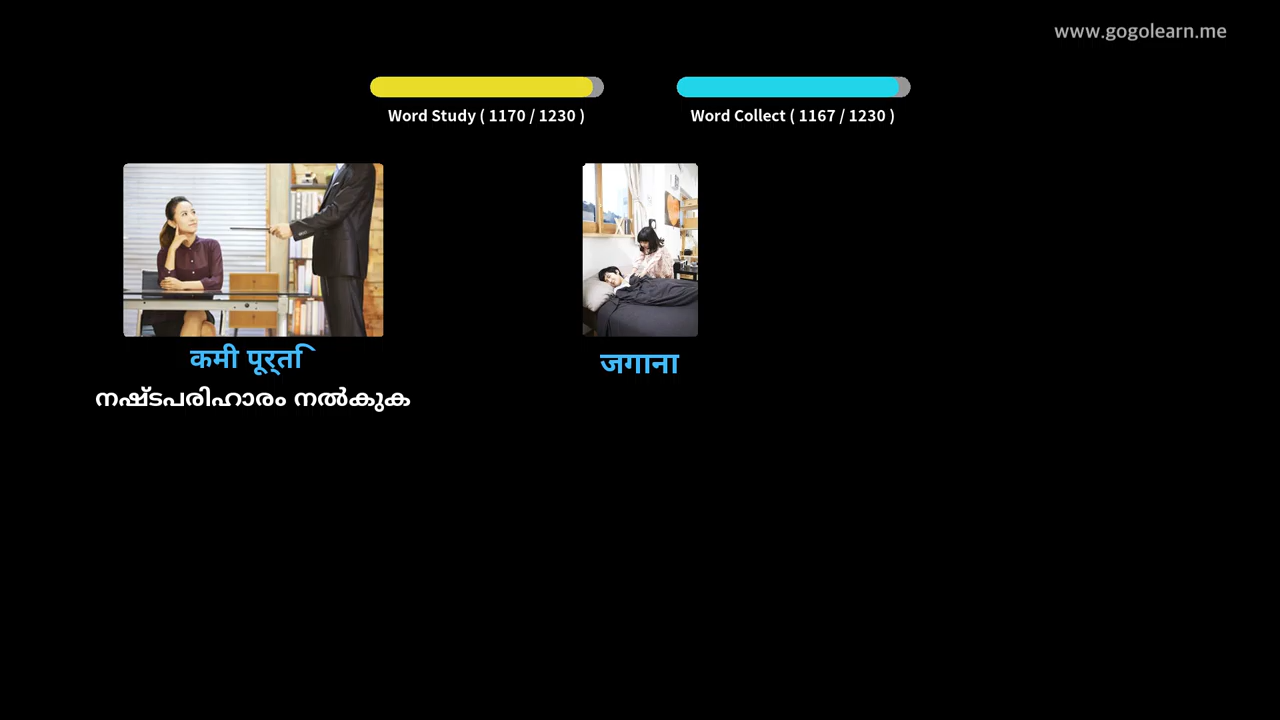 www.gogolearn.me
Word Study ( 1170 / 1230 )
Word Collect ( 1167 / 1230 )
कमी पूर्ति
जगाना
നഷ്ടപരിഹാരം നൽകുക